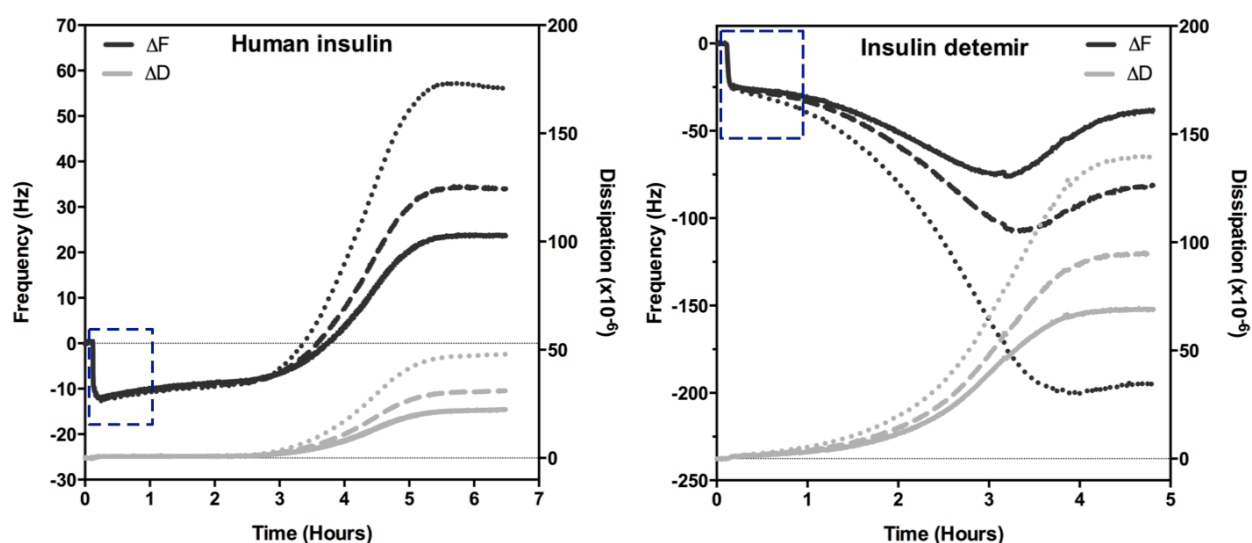 Human insulin
ΔF
ΔD
70
60
50
40
30
20
10
0
-10
-20
-30
200
150
100
50
0
0 1 2 3 4 5 6 7
Frequency (Hz)
Dissipation (x10-6)
Time (Hours)
Insulin detemir
ΔF
ΔD
0
-50
-100
-150
-200
-250
200
150
100
50
0
0 1 2 3 4 5
Frequency (Hz)
Dissipation (x10-6)
Time (Hours)